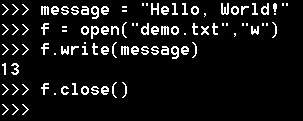 >>> message = "Hello, World!"
>>> f = open("demo.txt","w")
>>> f.write(message)
13
>>> f.close()
>>>